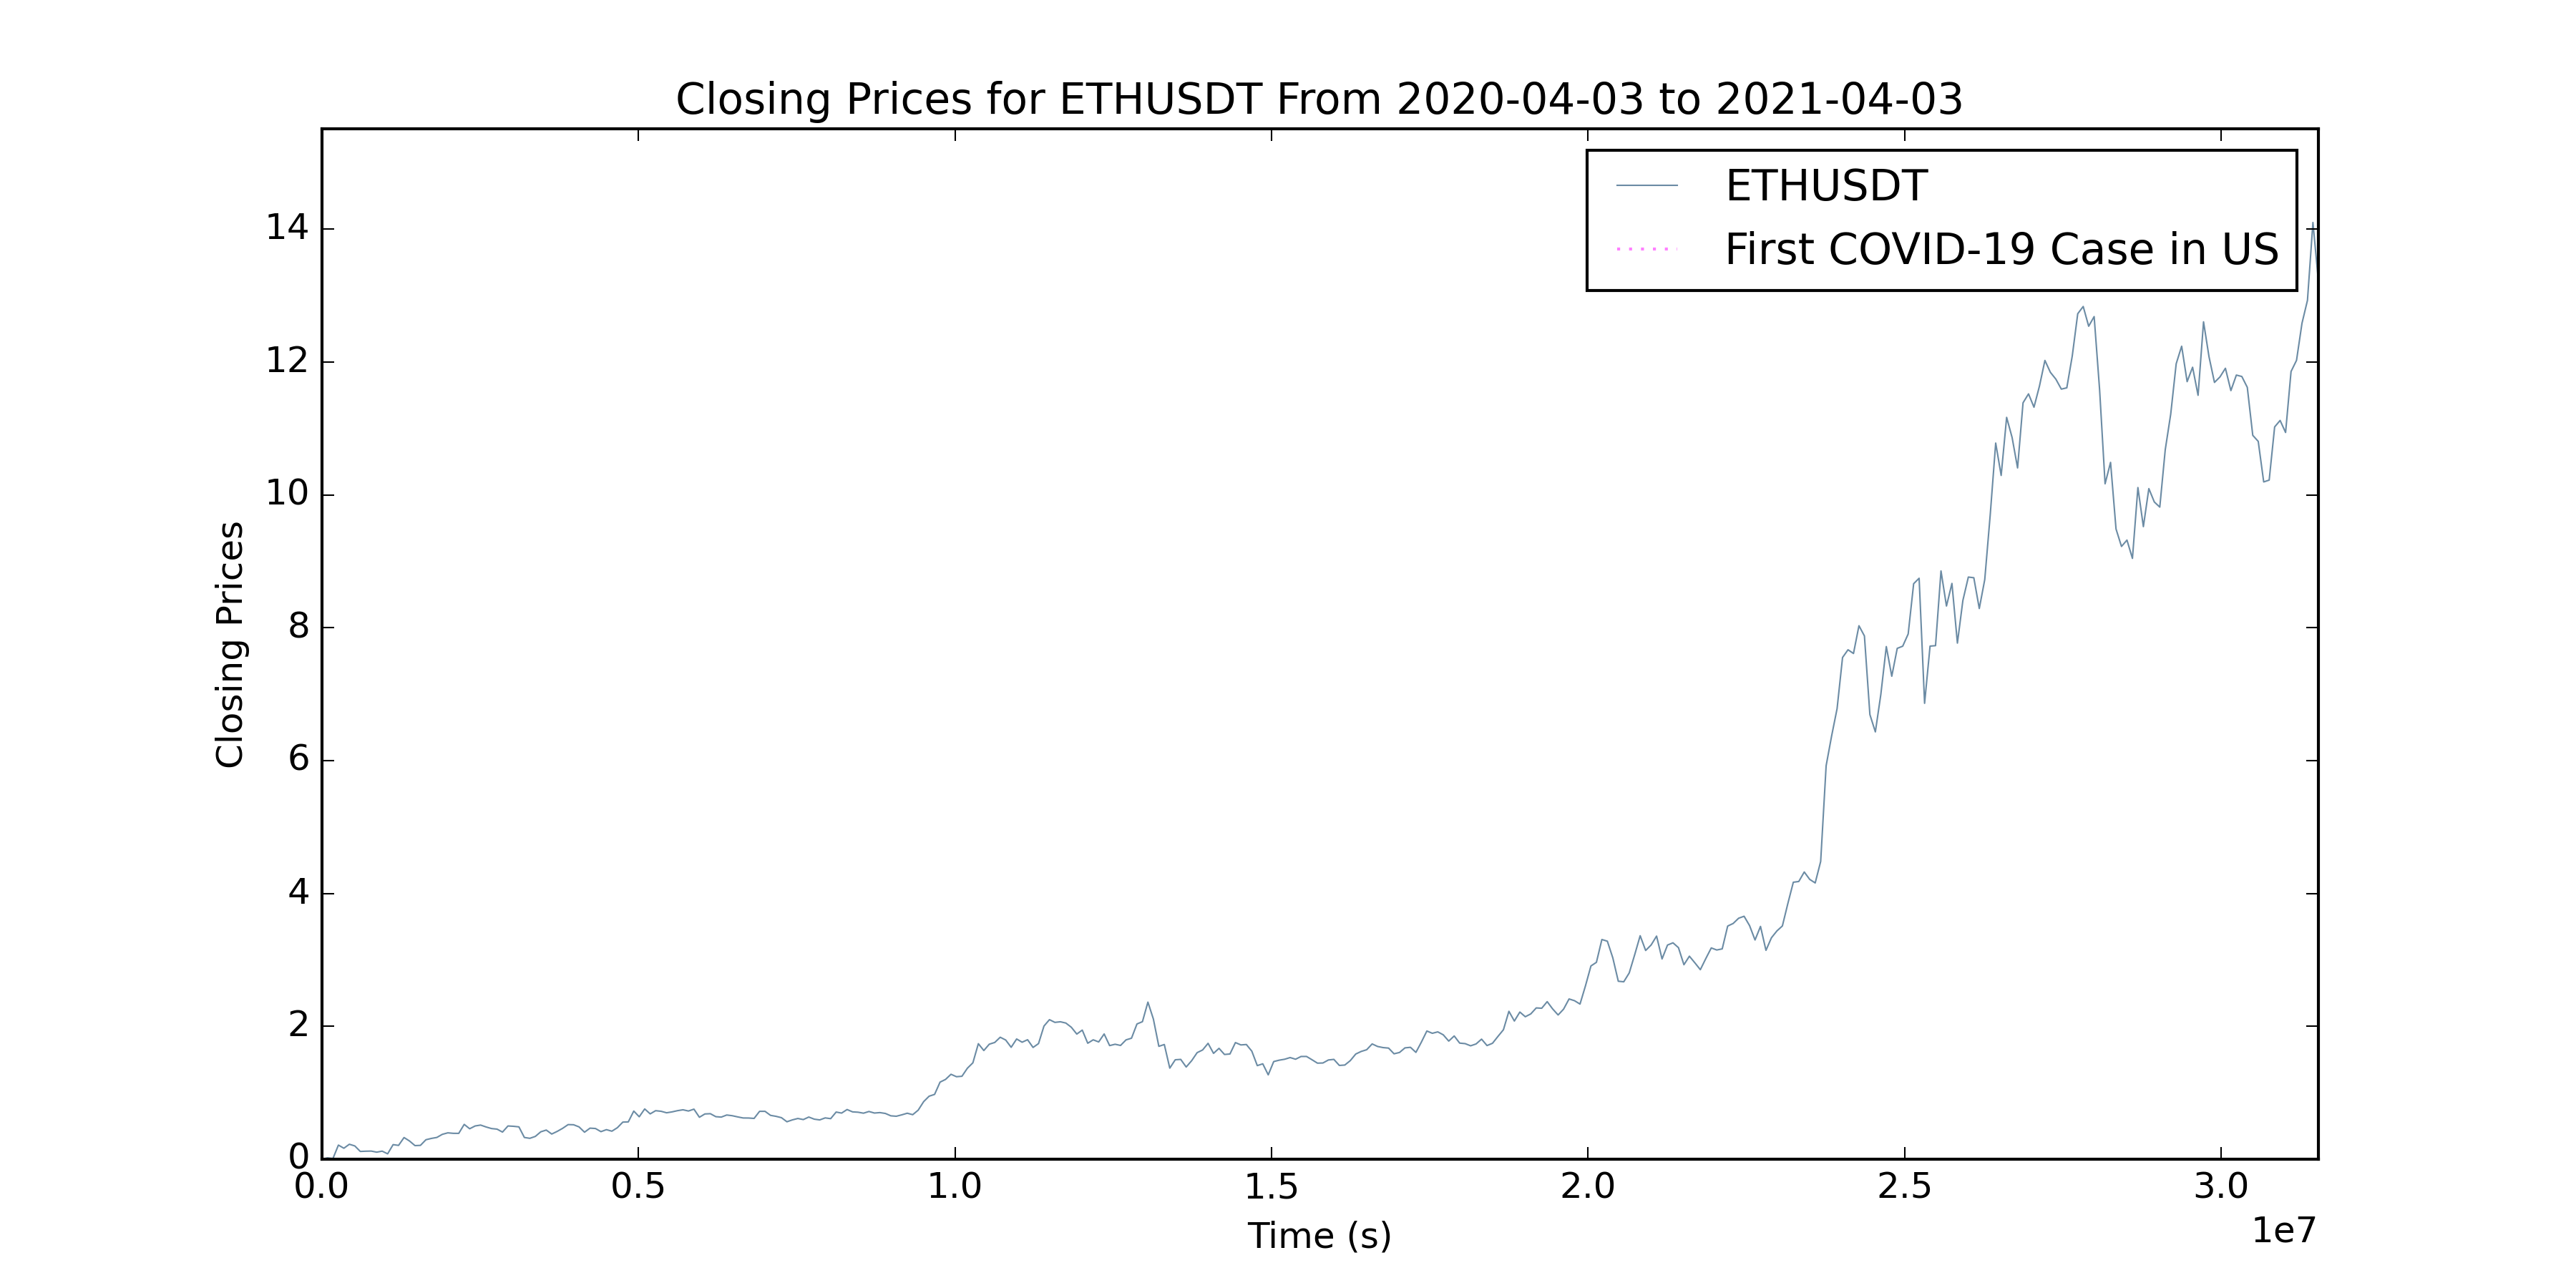 Closing Prices for ETHUSDT From 2020-04-03 to 2021-04-03
ETHUSDT
First COVID-19 Case in US
14
12
10
8
6
4
2
0
Closing Prices
0.0 0.5 1.0 1.5 2.0 2.5 3.0
1e7
Time (s)